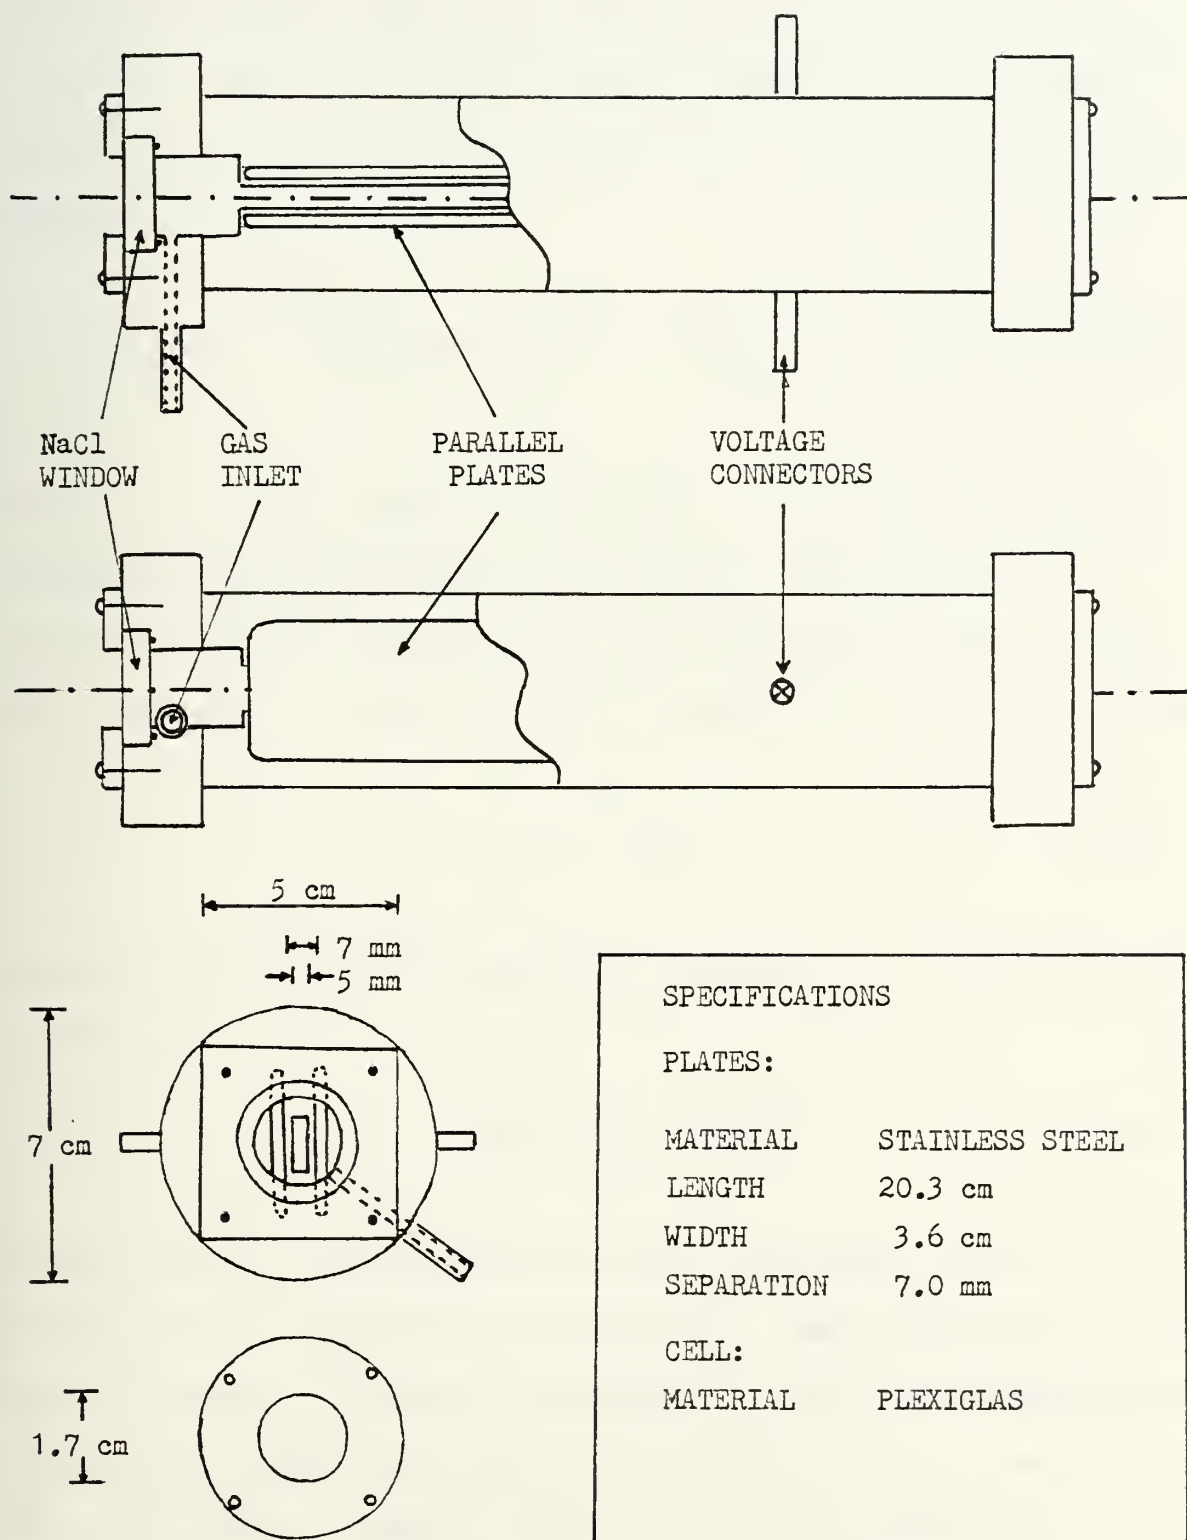 NaCl
WINDOW
GAS
INLET
PARALLEL
PLATES
VOLTAGE
CONNECTORS
5 cm
7 mm
5 mm
7 cm
1.7 cm
SPECIFICATIONS
PLATES:
MATERIAL STAINLESS STEEL
LENGTH 20.3 cm
WIDTH 3.6 cm
SEPARATION 7.0 mm
CELL:
MATERIAL PLEXIGLAS